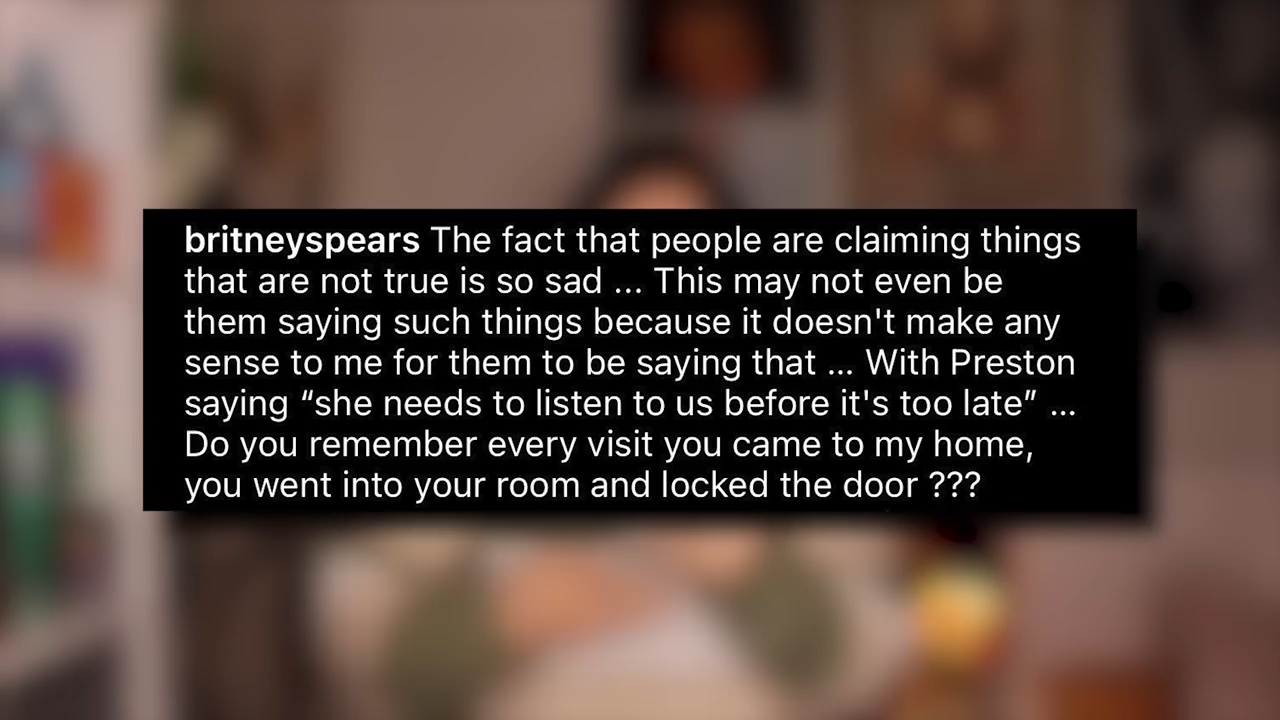 britneyspears The fact that people are claiming things
that are not true is so sad ... This may not even be
them saying such things because it doesn't make any
sense to me for them to be saying that ... With Preston
saying “she needs to listen to us before it's too late” ...
Do you remember every visit you came to my home,
you went into your room and locked the door ???